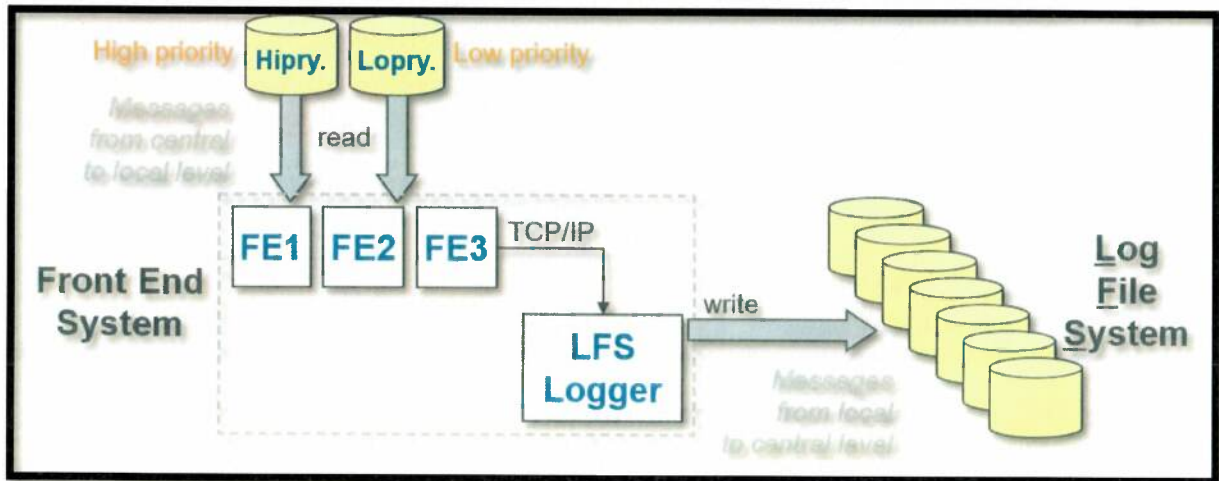 High priority
Hipry.
Lopry.
Low priority
Messages
from central
to local level
read
FE1
FE2
FE3
TCP/IP
Front End
System
LFS
Logger
write
Log
File
System
Messages
from local
to central level